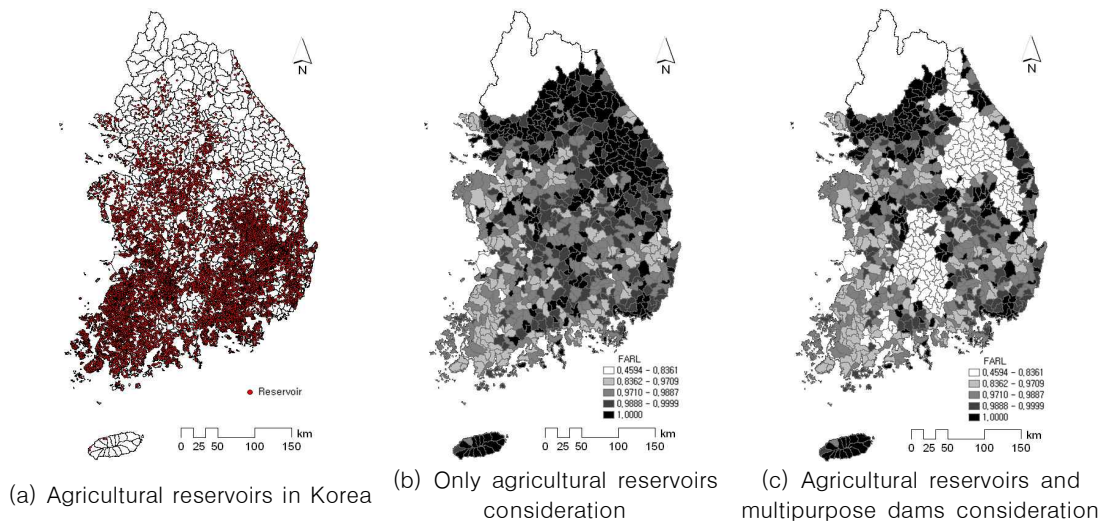 N
Reservoir
km
0 25 50 100 150
(a) Agricultural reservoirs in Korea
N
FARL
0,4594 - 0,8361
0,8362 - 0,9709
0,9710 - 0,9887
0,9888 - 0,9999
1,0000
km
0 25 50 100 150
(b) Only agricultural reservoirs
consideration
N
FARL
0,4594 - 0,8361
0,8362 - 0,9709
0,9710 - 0,9887
0,9888 - 0,9999
1,0000
km
0 25 50 100 150
(c) Agricultural reservoirs and
multipurpose dams consideration